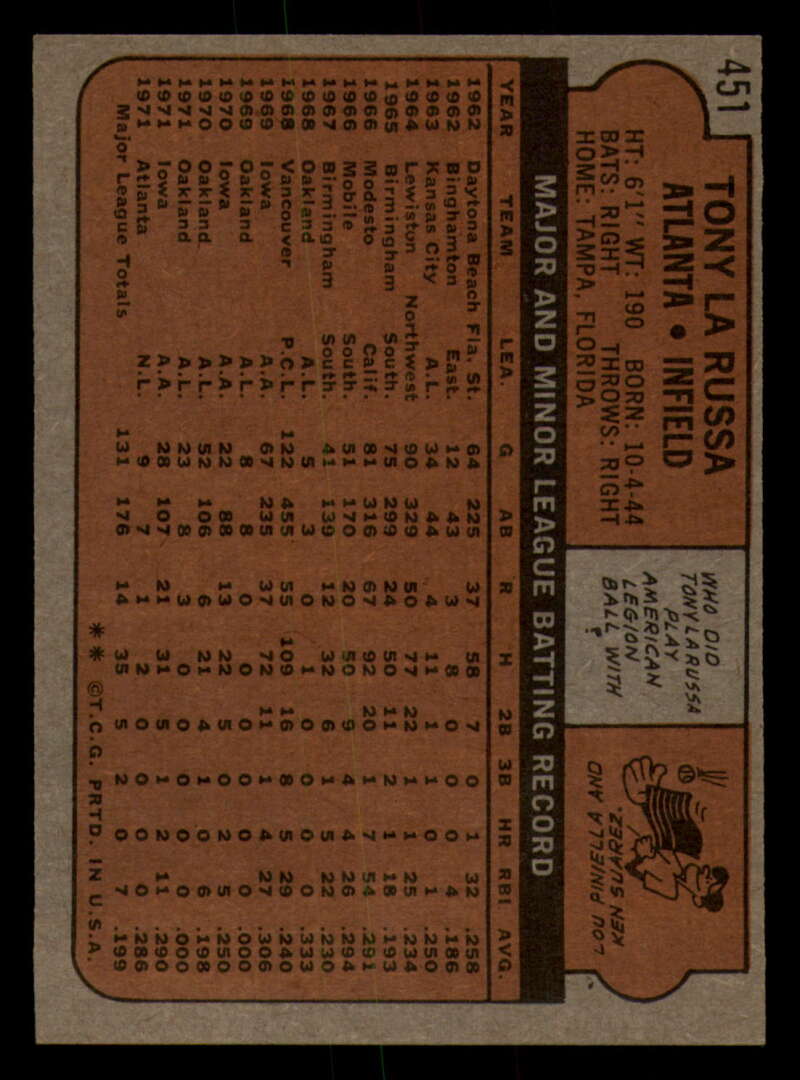 451
TONY LA RUSSA
ATLANTA • INFIELD
HT: 6'1" WT: 190 BORN: 10-4-44
BATS: RIGHT THROWS: RIGHT
HOME: TAMPA, FLORIDA
WHO DID
TONY LA RUSSA
PLAY
AMERICAN
LEGION
BALL WITH
?
LOU PINIELLA AND
KEN SUAREZ.
MAJOR AND MINOR LEAGUE BATTING RECORD
YEAR TEAM LEA. G AB R H 2B 3B HR RBI AVG.
1962 Daytona Beach Fla. St. 64 225 37 58 7 0 1 32 .258
1962 Binghamton East. 12 43 3 8 0 0 0 4 .186
1963 Kansas City A.L. 34 44 4 11 1 1 0 1 .250
1964 Lewiston Northwest 90 329 50 77 22 1 1 25 .234
1965 Birmingham South. 75 299 24 50 11 2 1 18 .193
1966 Modesto Calif. 81 316 67 92 20 1 7 54 .291
1966 Mobile South. 51 170 20 50 9 4 4 26 .294
1967 Birmingham South. 41 139 12 32 6 1 5 22 .230
1968 Oakland A.L. 5 3 0 1 0 0 0 0 .333
1968 Vancouver P.C.L. 122 455 55 109 16 8 5 29 .240
1969 Iowa A.A. 67 235 37 72 11 1 4 27 .306
1969 Oakland A.L. 8 8 0 0 0 0 0 0 .000
1970 Iowa A.A. 22 88 13 22 5 0 2 5 .250
1970 Oakland A.L. 52 106 6 21 4 1 0 6 .198
1971 Oakland A.L. 23 8 3 0 0 0 0 0 .000
1971 Iowa A.A. 28 107 21 31 5 1 2 11 .290
1971 Atlanta N.L. 9 7 1 2 0 0 0 0 .286
Major League Totals 131 176 14 35 5 2 0 7 .199
** ©T.C.G. PRTD. IN U.S.A.